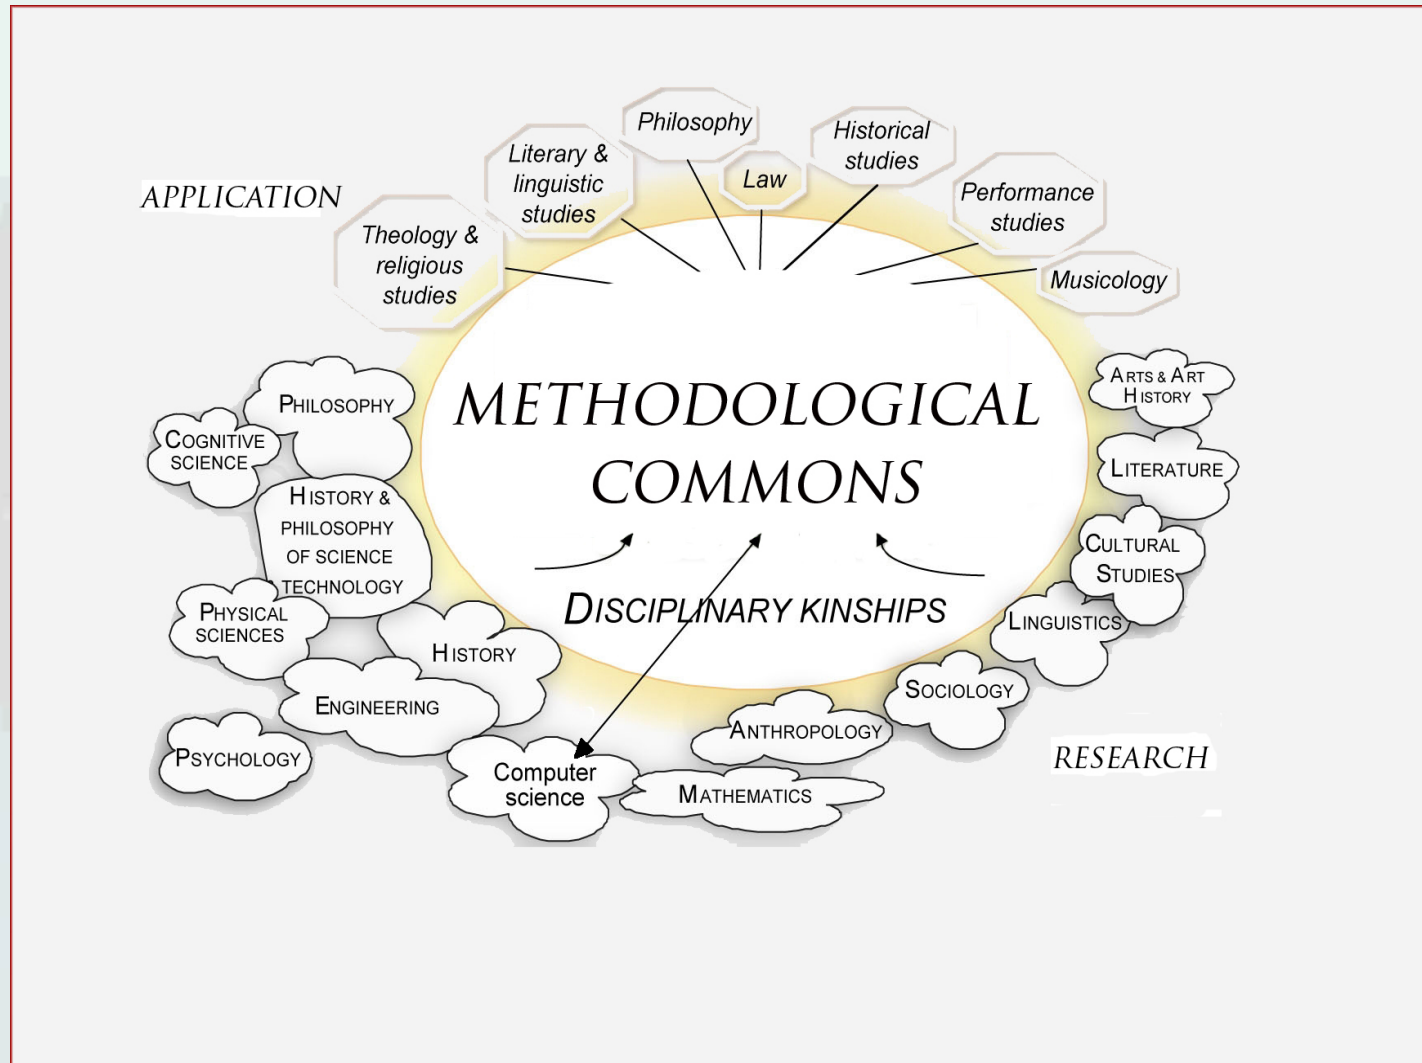 Philosophy
Historical
studies
Literary &
linguistic
studies
Law
Performance
studies
APPLICATION
Theology &
religious
studies
Musicology
METHODOLOGICAL
COMMONS
DISCIPLINARY KINSHIPS
PHILOSOPHY
COGNITIVE
SCIENCE
HISTORY &
PHILOSOPHY
OF SCIENCE
TECHNOLOGY
PHYSICAL
SCIENCES
HISTORY
ENGINEERING
PSYCHOLOGY
Computer
science
MATHEMATICS
ANTHROPOLOGY
SOCIOLOGY
LINGUISTICS
CULTURAL
STUDIES
LITERATURE
ARTS & ART
HISTORY
RESEARCH